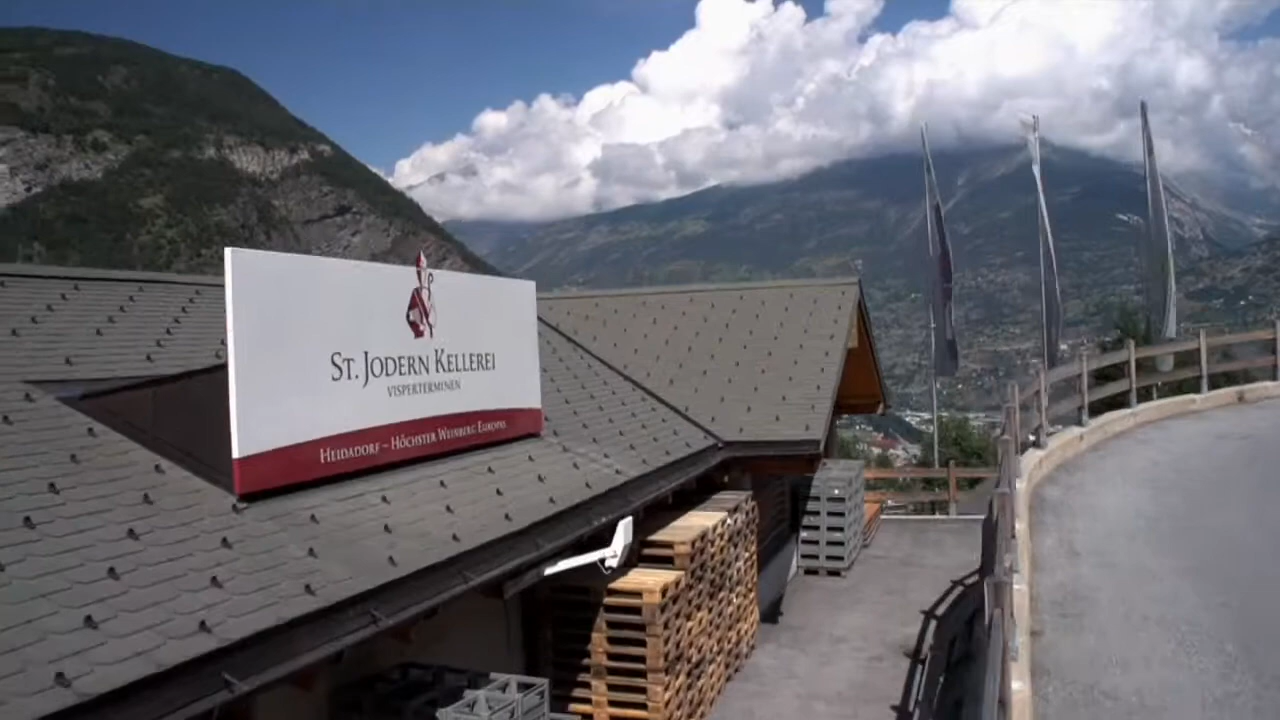 ST. JODERN KELLEREI
VISPERTERMINEN
HEIDADORF – HÖCHSTER WEINBERG EUROPAS